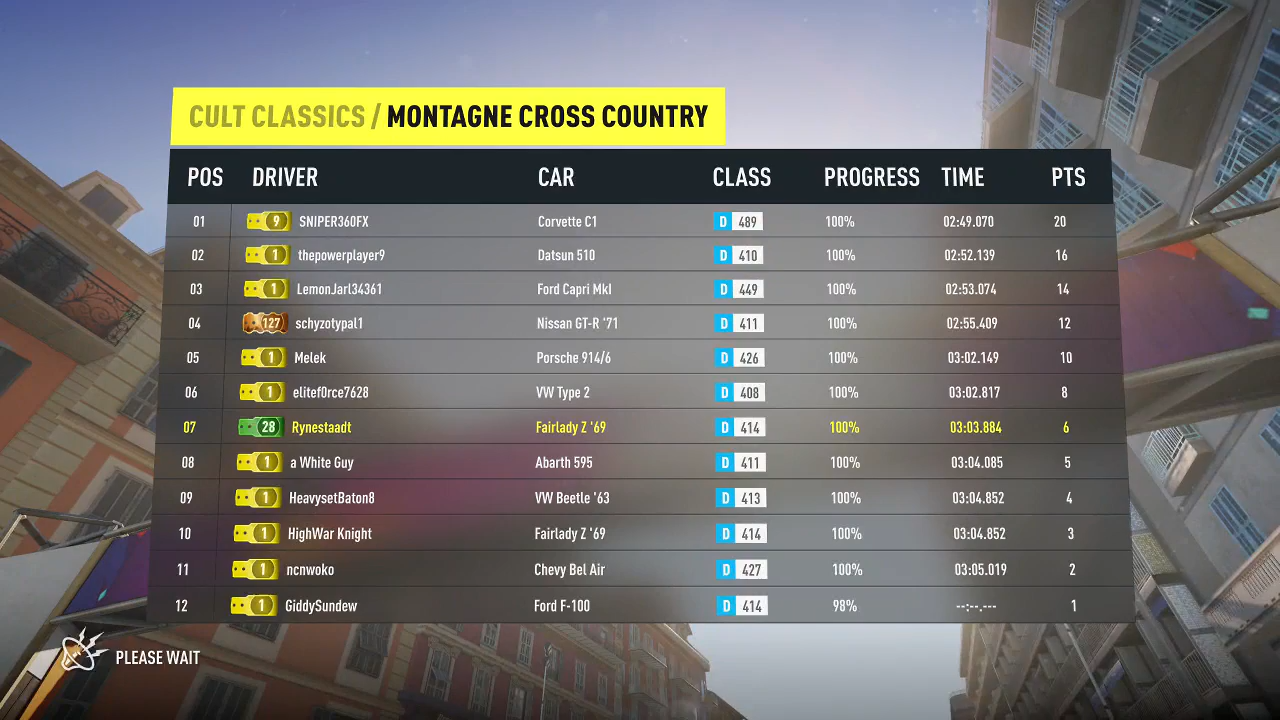 CULT CLASSICS / MONTAGNE CROSS COUNTRY
POS DRIVER CAR CLASS PROGRESS TIME PTS
01 9 SNIPER360FX Corvette C1 D 489 100% 02:49.070 20
02 1 thepowerplayer9 Datsun 510 D 410 100% 02:52.139 16
03 1 LemonJarl34361 Ford Capri MkI D 449 100% 02:53.074 14
04 127 schyzotypal1 Nissan GT-R '71 D 411 100% 02:55.409 12
05 1 Melek Porsche 914/6 D 426 100% 03:02.149 10
06 1 elitef0rce7628 VW Type 2 D 408 100% 03:02.817 8
07 28 Rynestaadt Fairlady Z '69 D 414 100% 03:03.884 6
08 1 a White Guy Abarth 595 D 411 100% 03:04.085 5
09 1 HeavysetBaton8 VW Beetle '63 D 413 100% 03:04.852 4
10 1 HighWar Knight Fairlady Z '69 D 414 100% 03:04.852 3
11 1 ncnwoko Chevy Bel Air D 427 100% 03:05.019 2
12 1 GiddySundew Ford F-100 D 414 98% --:--.--- 1
PLEASE WAIT